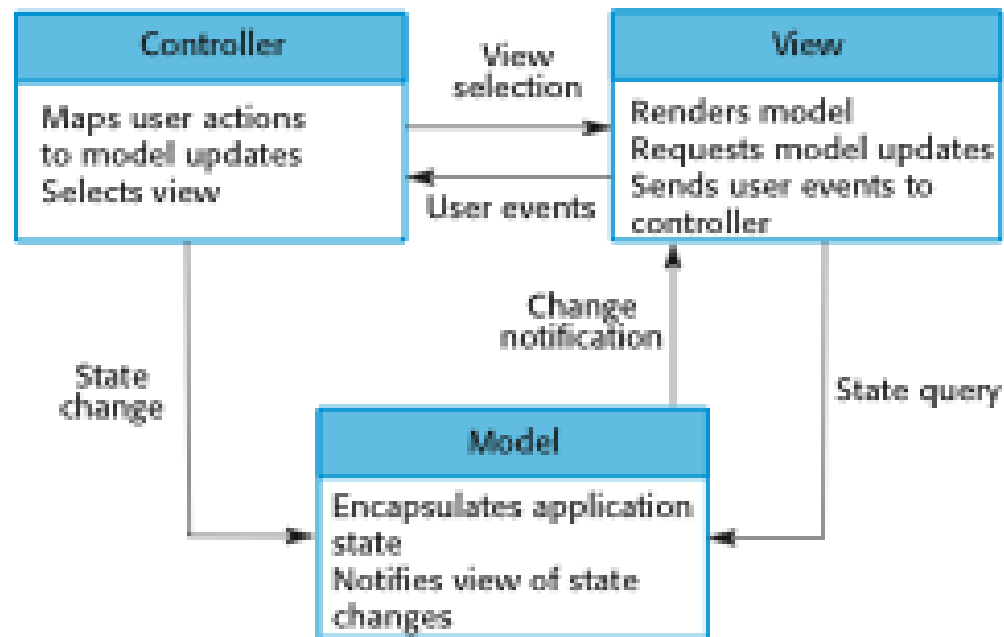 Controller
Maps user actions
to model updates
Selects view
View
selection
User events
View
Renders model
Requests model updates
Sends user events to
controller
State
change
Change
notification
State query
Model
Encapsulates application
state
Notifies view of state
changes